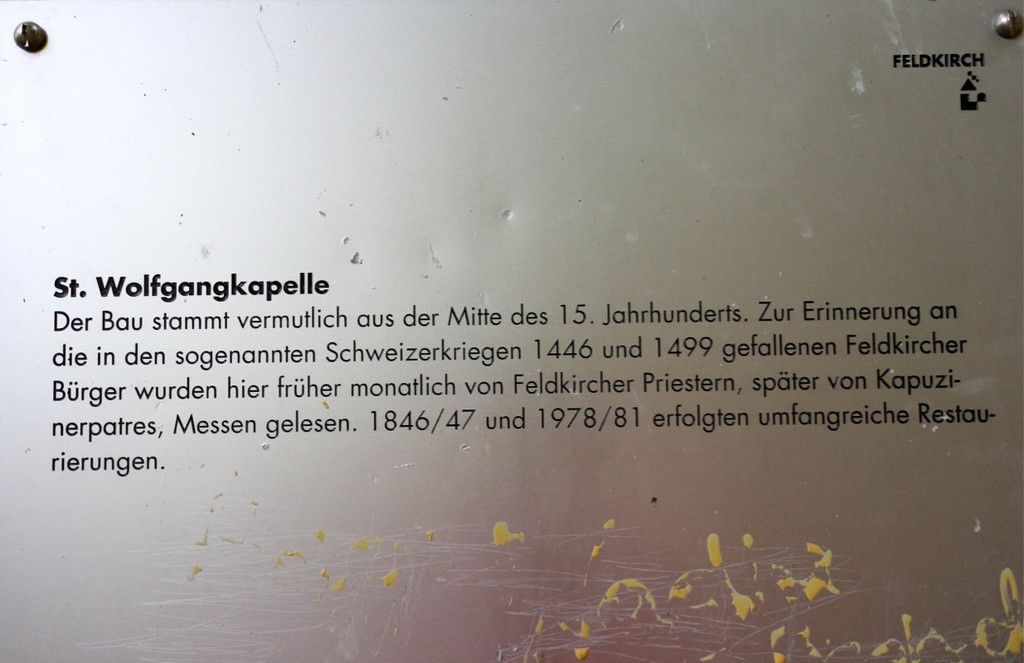 FELDKIRCH
St. Wolfgangkapelle
Der Bau stammt vermutlich aus der Mitte des 15. Jahrhunderts. Zur Erinnerung an
die in den sogenannten Schweizerkriegen 1446 und 1499 gefallenen Feldkircher
Bürger wurden hier früher monatlich von Feldkircher Priestern, später von Kapuzi-
nerpatres, Messen gelesen. 1846/47 und 1978/81 erfolgten umfangreiche Restau-
rierungen.